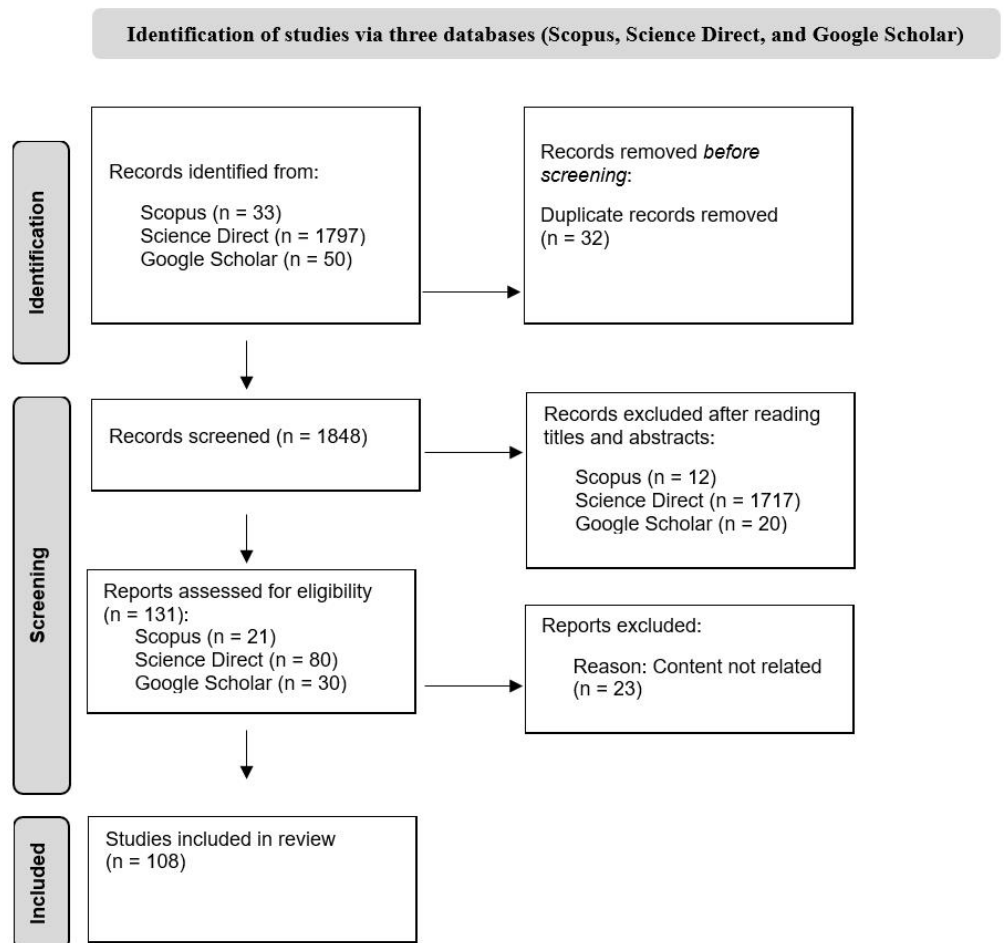 Identification of studies via three databases (Scopus, Science Direct, and Google Scholar)
Identification
Records identified from:
Scopus (n = 33)
Science Direct (n = 1797)
Google Scholar (n = 50)
Records removed before
screening:
Duplicate records removed
(n = 32)
Screening
Records screened (n = 1848)
Records excluded after reading
titles and abstracts:
Scopus (n = 12)
Science Direct (n = 1717)
Google Scholar (n = 20)
Reports assessed for eligibility
(n = 131):
Scopus (n = 21)
Science Direct (n = 80)
Google Scholar (n = 30)
Reports excluded:
Reason: Content not related
(n = 23)
Included
Studies included in review
(n = 108)